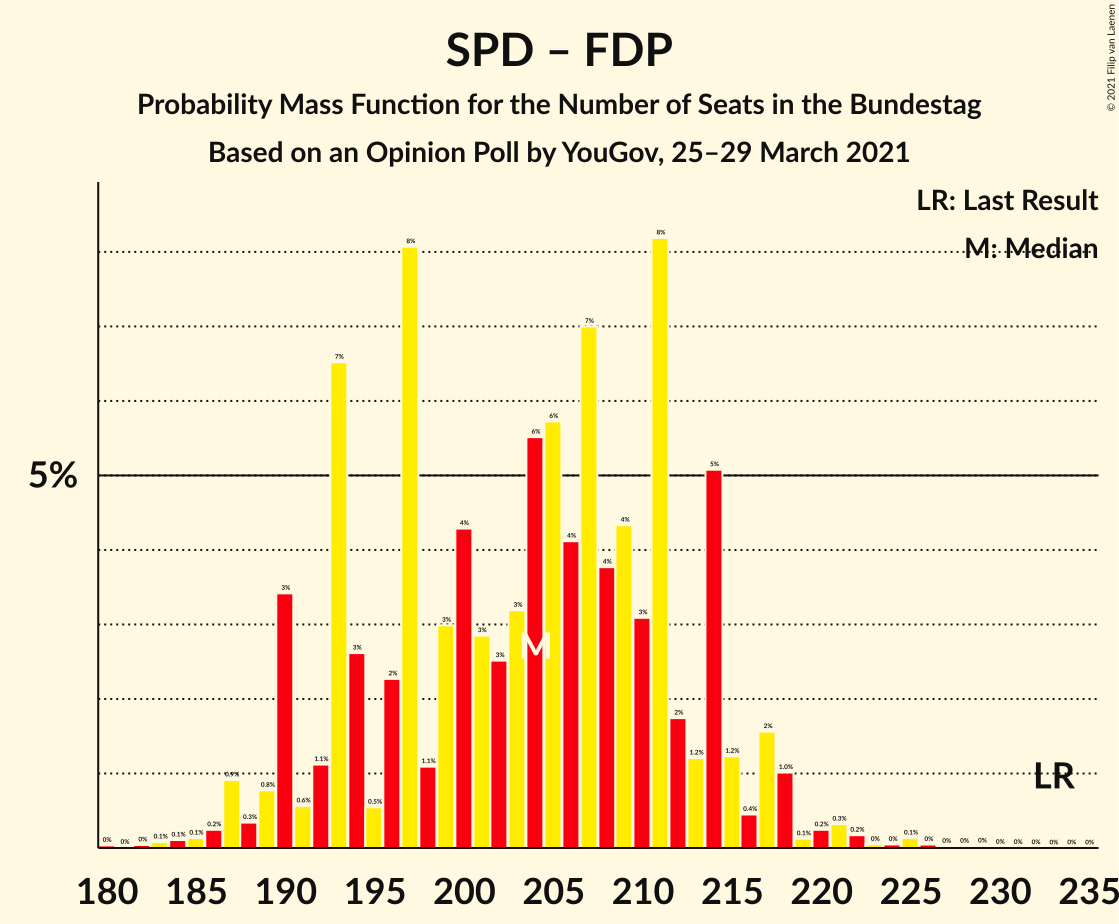 SPD – FDP
Probability Mass Function for the Number of Seats in the Bundestag
Based on an Opinion Poll by YouGov, 25–29 March 2021
© 2021 Filip van Laenen
LR: Last Result
M: Median
5%
0% 0% 0% 0.1% 0.1% 0.1% 0.2% 0.9% 0.3% 0.8% 3% 0.6% 1.1% 7% 3% 0.5% 2% 8% 1.1% 3% 4% 3% 3% 3% 6% 6% 4% 7% 4% 4% 3% 8% 2% 1.2% 5% 1.2% 0.4% 2% 1.0% 0.1% 0.2% 0.3% 0.2% 0% 0% 0.1% 0% 0% 0% 0% 0% 0% 0% 0% 0% 0%
M
LR
180 185 190 195 200 205 210 215 220 225 230 235